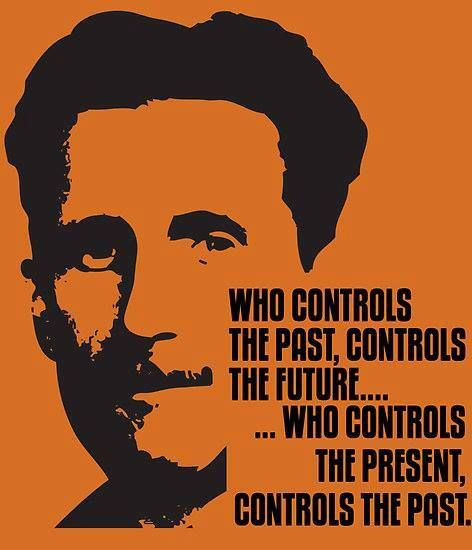 WHO CONTROLS
THE PAST, CONTROLS
THE FUTURE....
... WHO CONTROLS
THE PRESENT,
CONTROLS THE PAST.